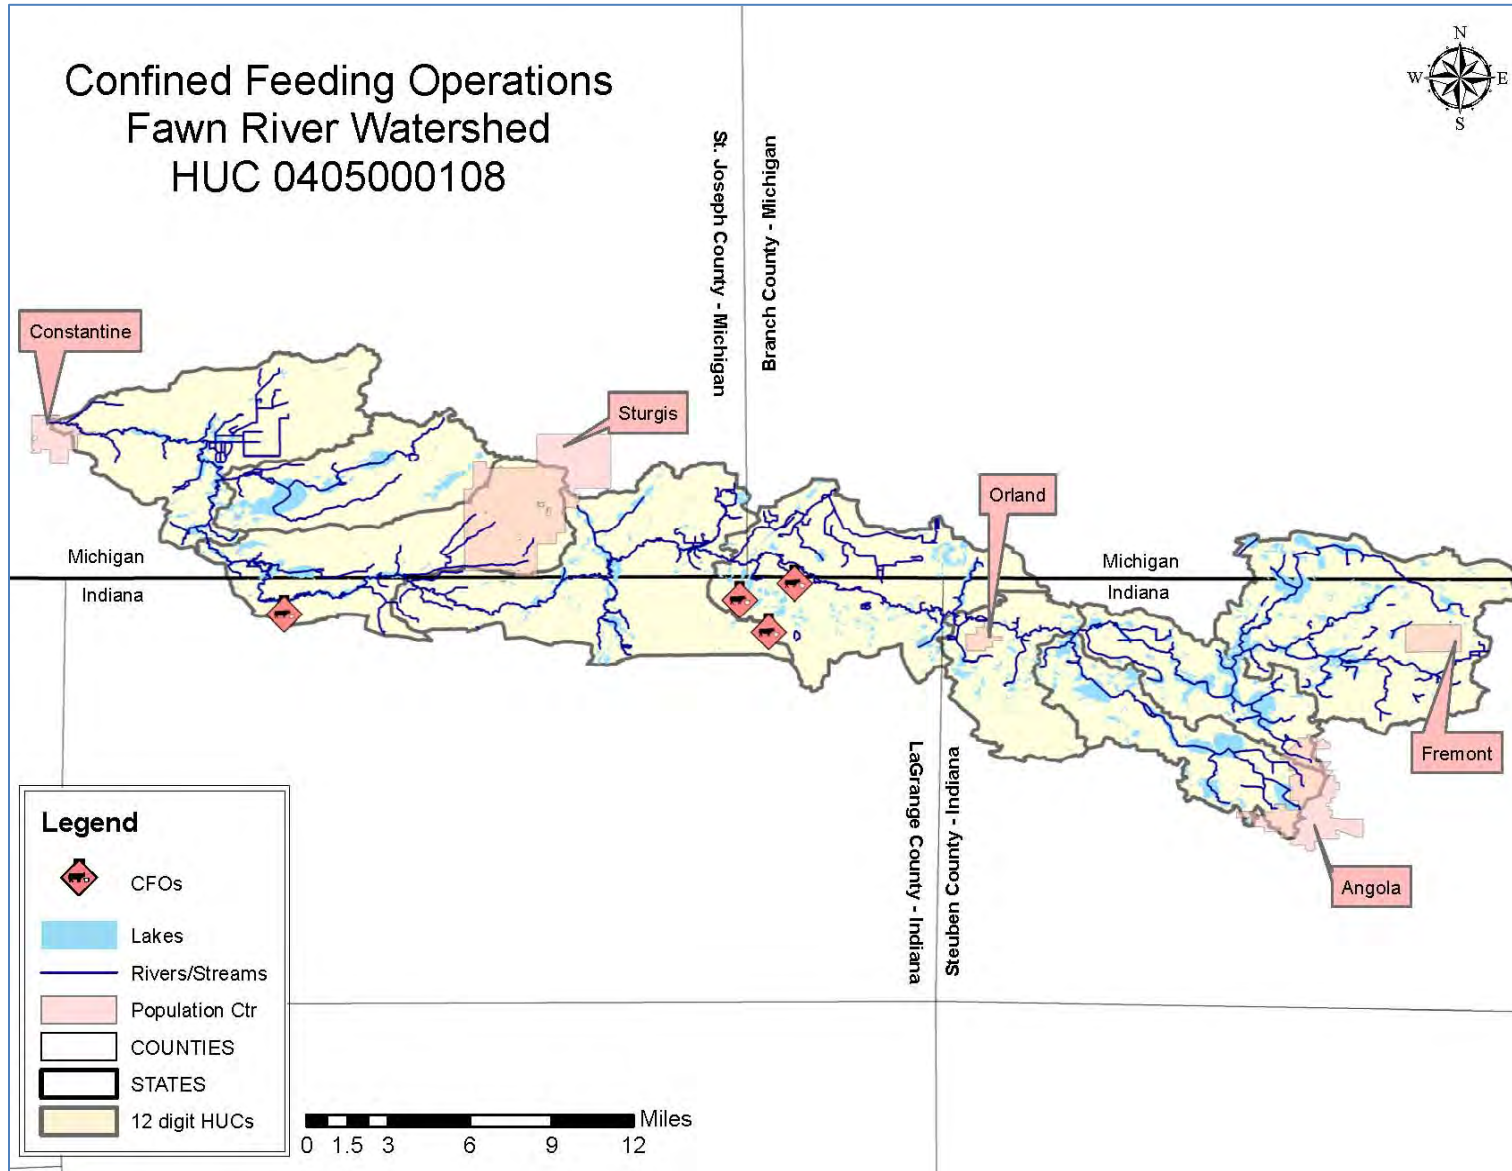 Confined Feeding Operations
Fawn River Watershed
HUC 0405000108
N
W E
S
St. Joseph County - Michigan
Branch County - Michigan
Constantine
Sturgis
Orland
Michigan
Indiana
Michigan
Indiana
Fremont
Angola
LaGrange County - Indiana
Steuben County - Indiana
Legend
CFOs
Lakes
Rivers/Streams
Population Ctr
COUNTIES
STATES
12 digit HUCs
Miles
0 1.5 3 6 9 12